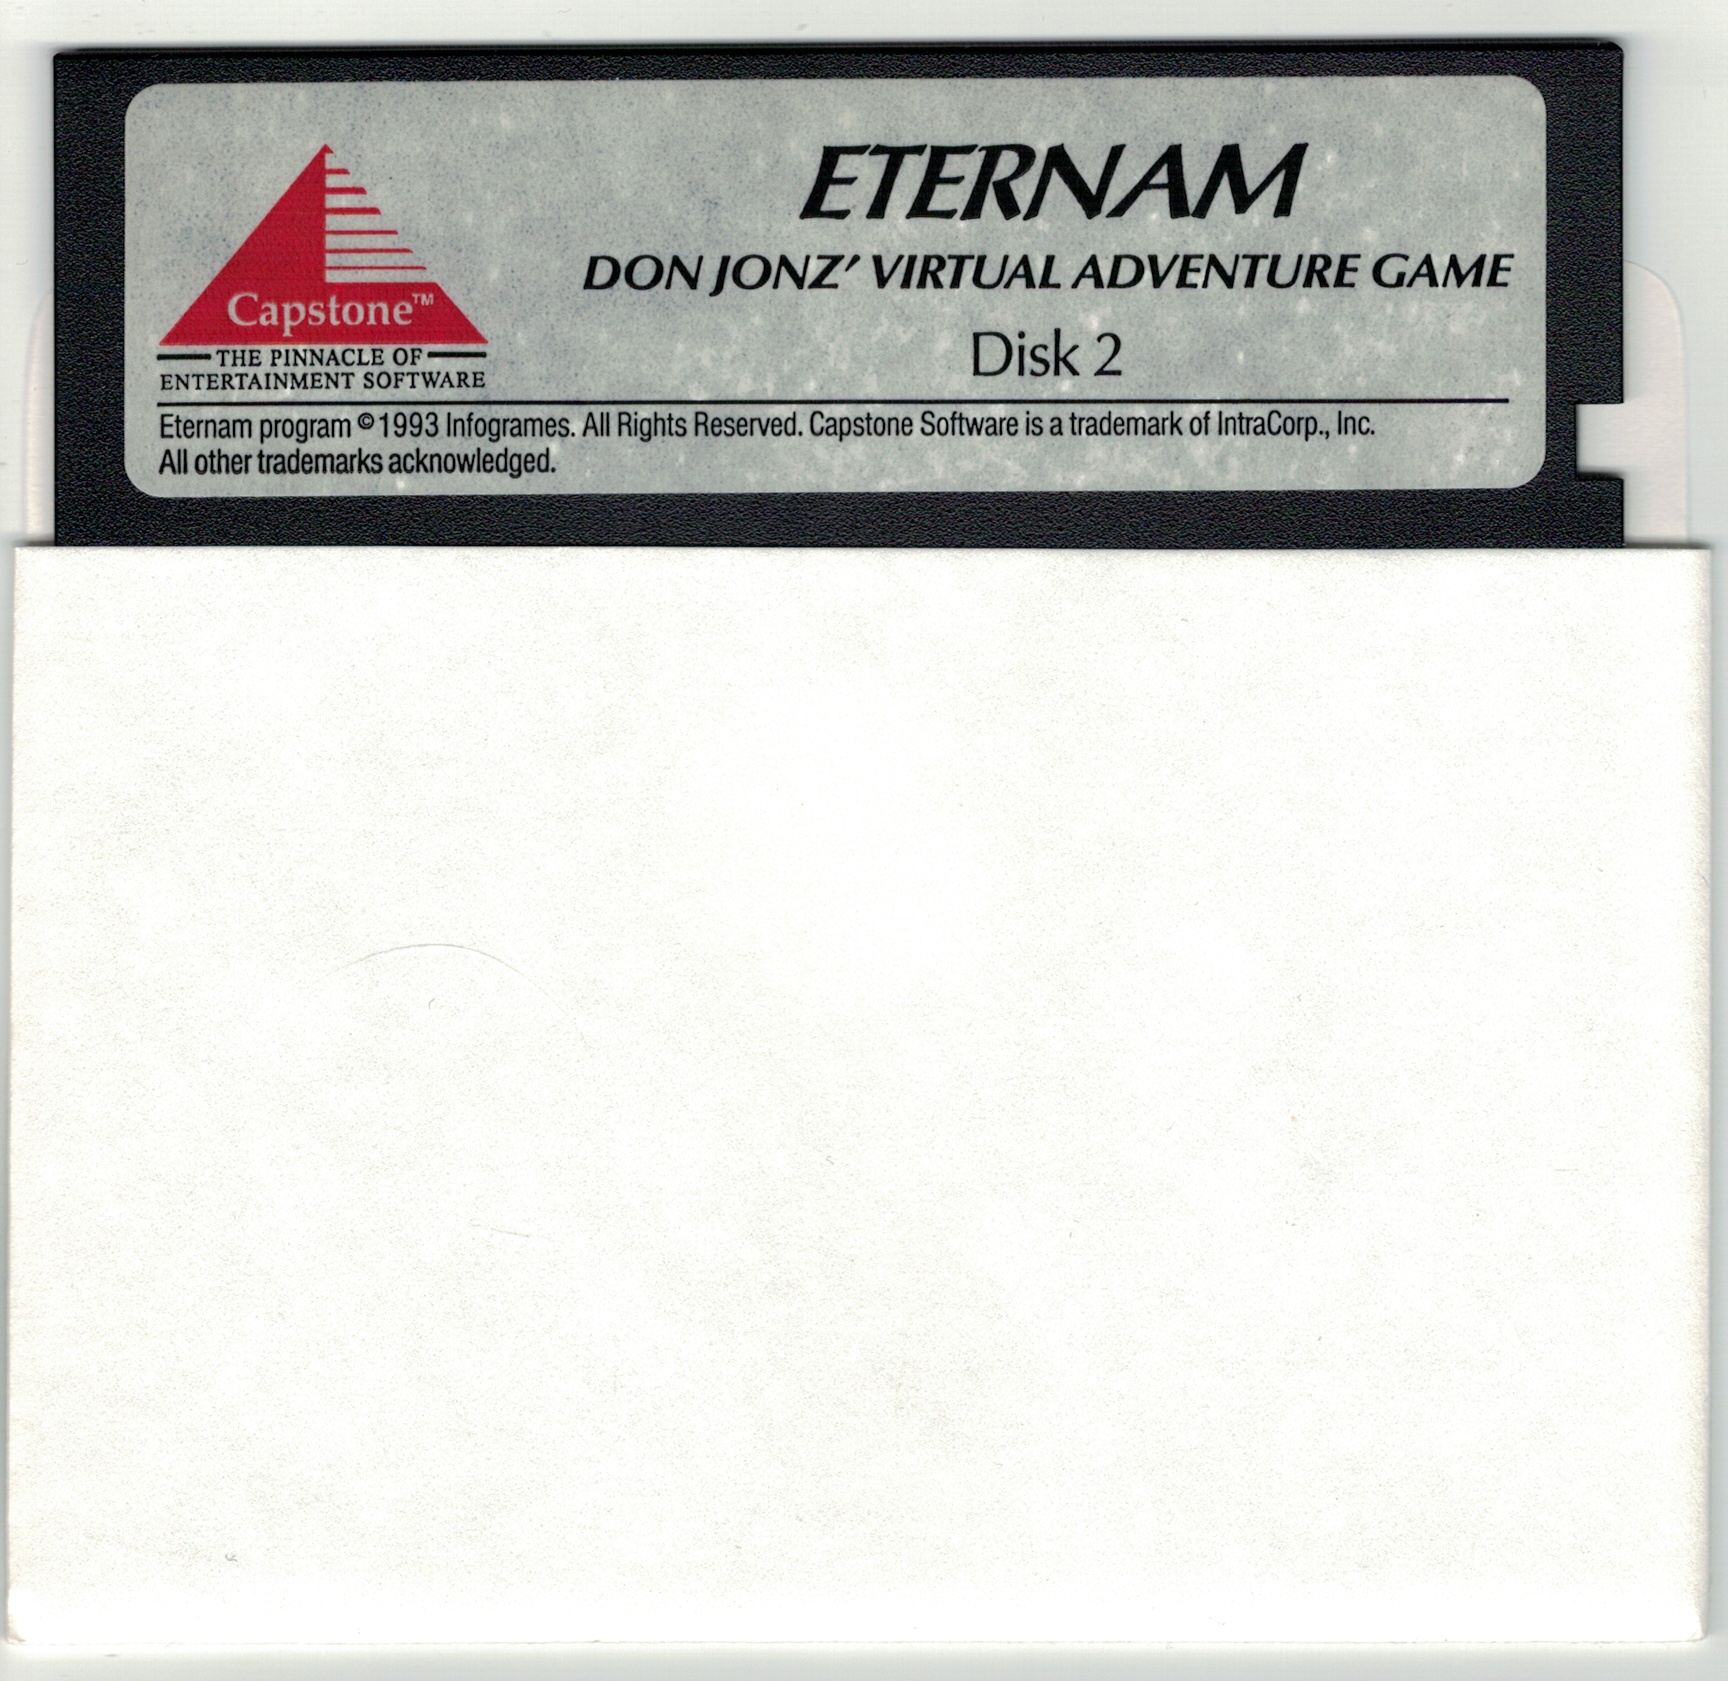 ETERNAM
DON JONZ' VIRTUAL ADVENTURE GAME
Disk 2
Capstone™
THE PINNACLE OF
ENTERTAINMENT SOFTWARE
Eternam program ©1993 Infogrames. All Rights Reserved. Capstone Software is a trademark of IntraCorp., Inc.
All other trademarks acknowledged.